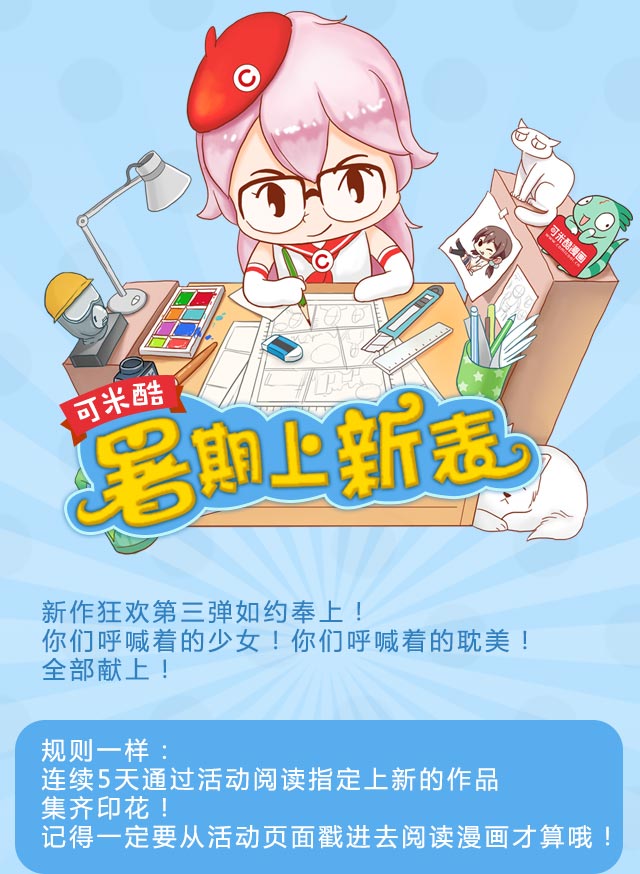 可米酷漫画
可米酷
暑期上新表
新作狂欢第三弹如约奉上！
你们呼喊着的少女！你们呼喊着的耽美！
全部献上！
规则一样：
连续5天通过活动阅读指定上新的作品
集齐印花！
记得一定要从活动页面戳进去阅读漫画才算哦！